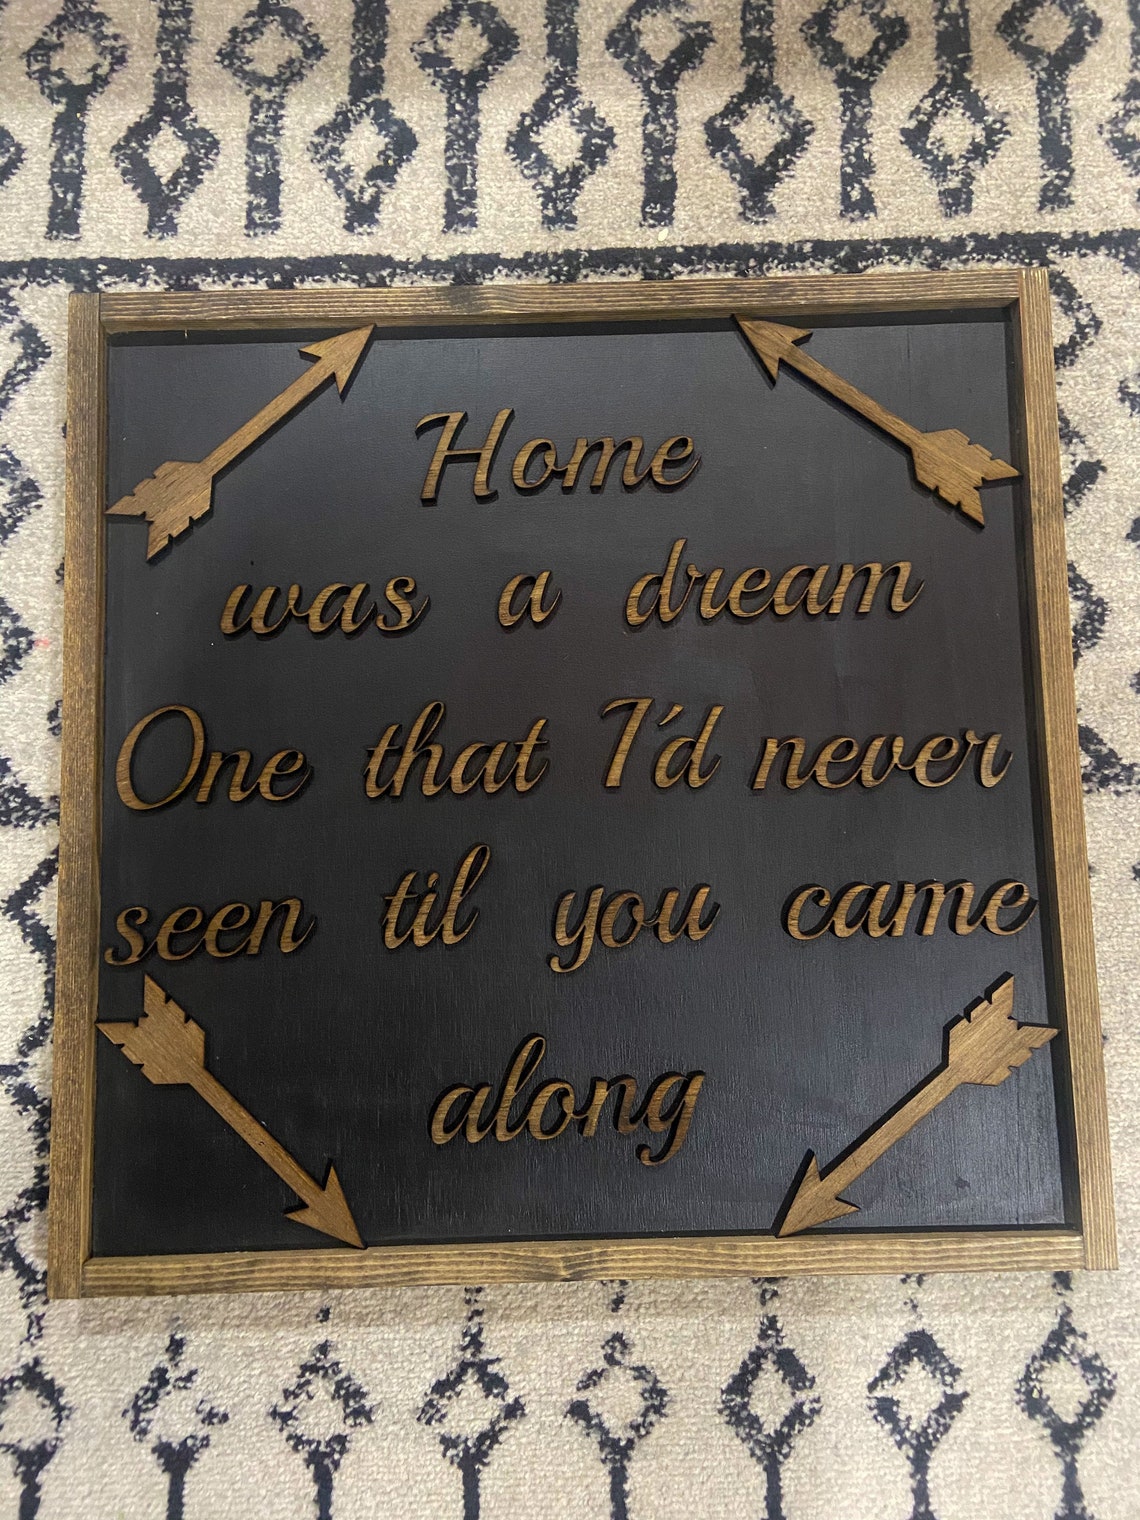 Home
was a dream
One that I'd never
seen til you came
along